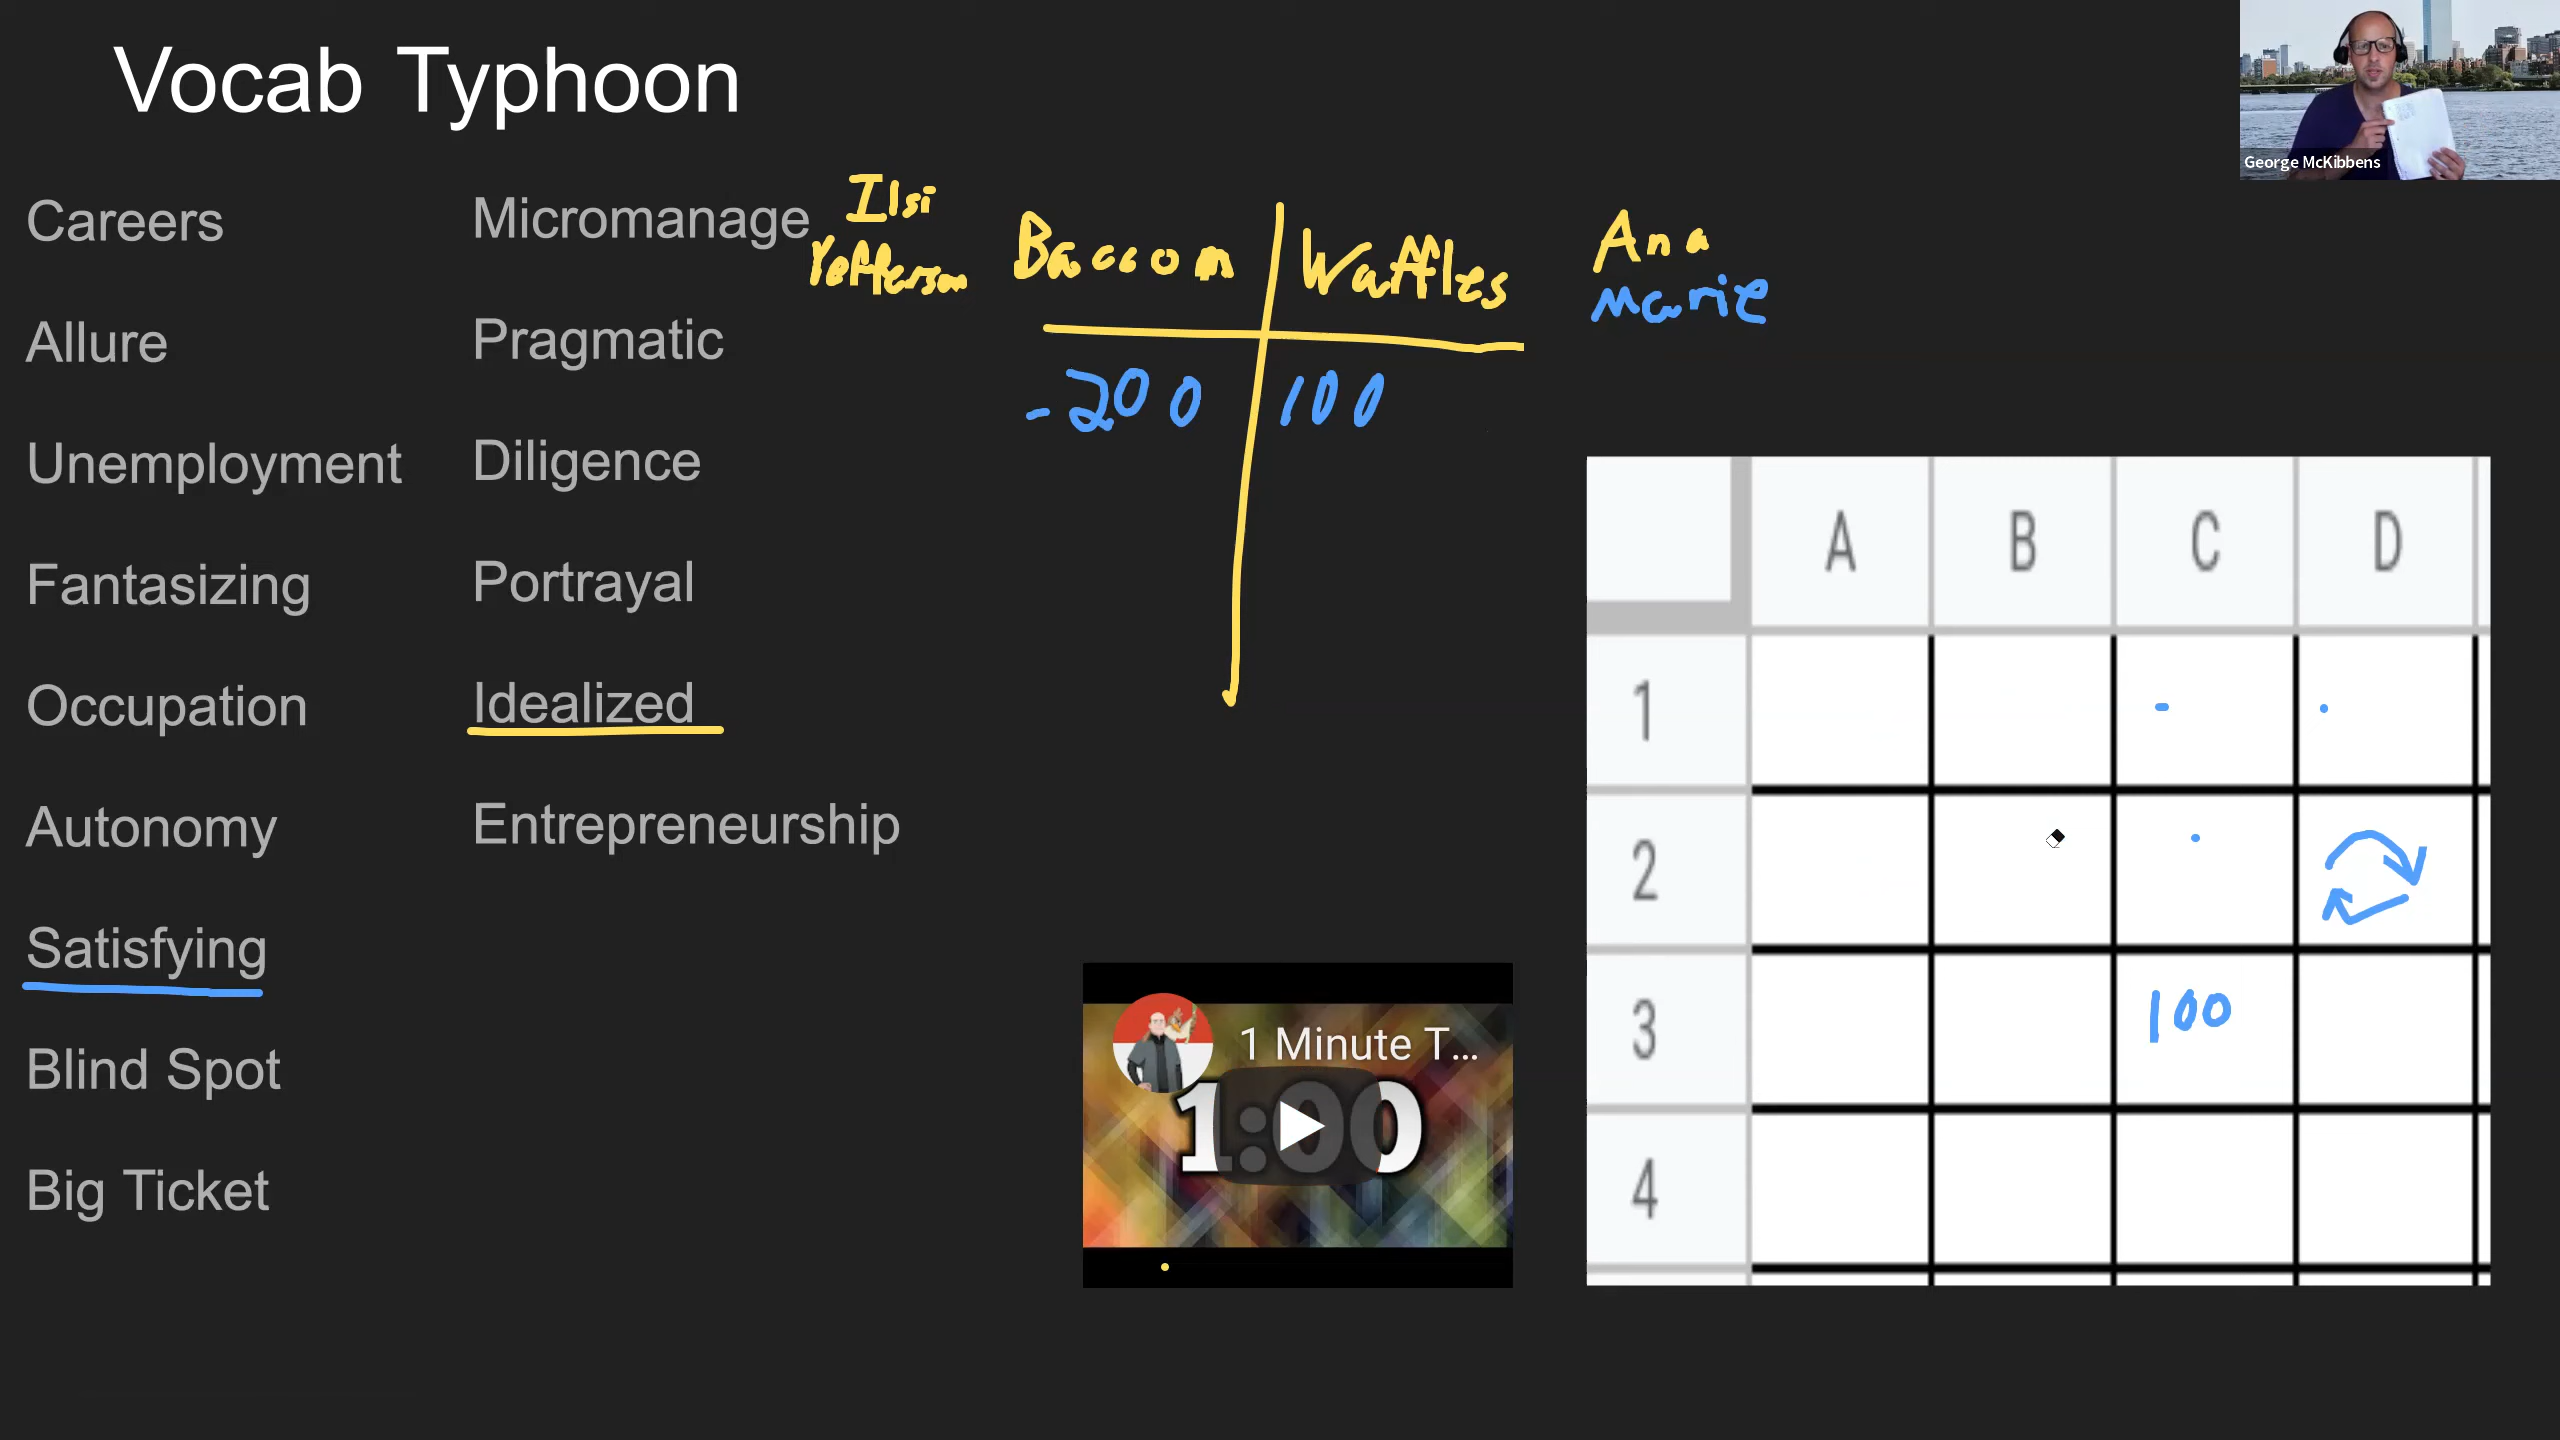 Vocab Typhoon
George McKibbens
Careers
Allure
Unemployment
Fantasizing
Occupation
Autonomy
Satisfying
Blind Spot
Big Ticket
Micromanage
Pragmatic
Diligence
Portrayal
Idealized
Entrepreneurship
Ilsi
Yefferson
Baccon Waffles
-200 100
Ana
Marie
A B C D
1
2
3 100
4
1 Minute T...
1:00